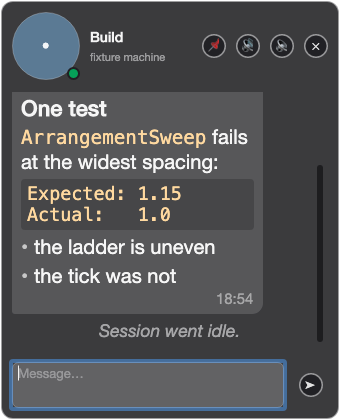 Build
fixture machine
One test
ArrangementSweep fails
at the widest spacing:
Expected: 1.15
Actual:   1.0
• the ladder is uneven
• the tick was not
18:54
Session went idle.
Message…